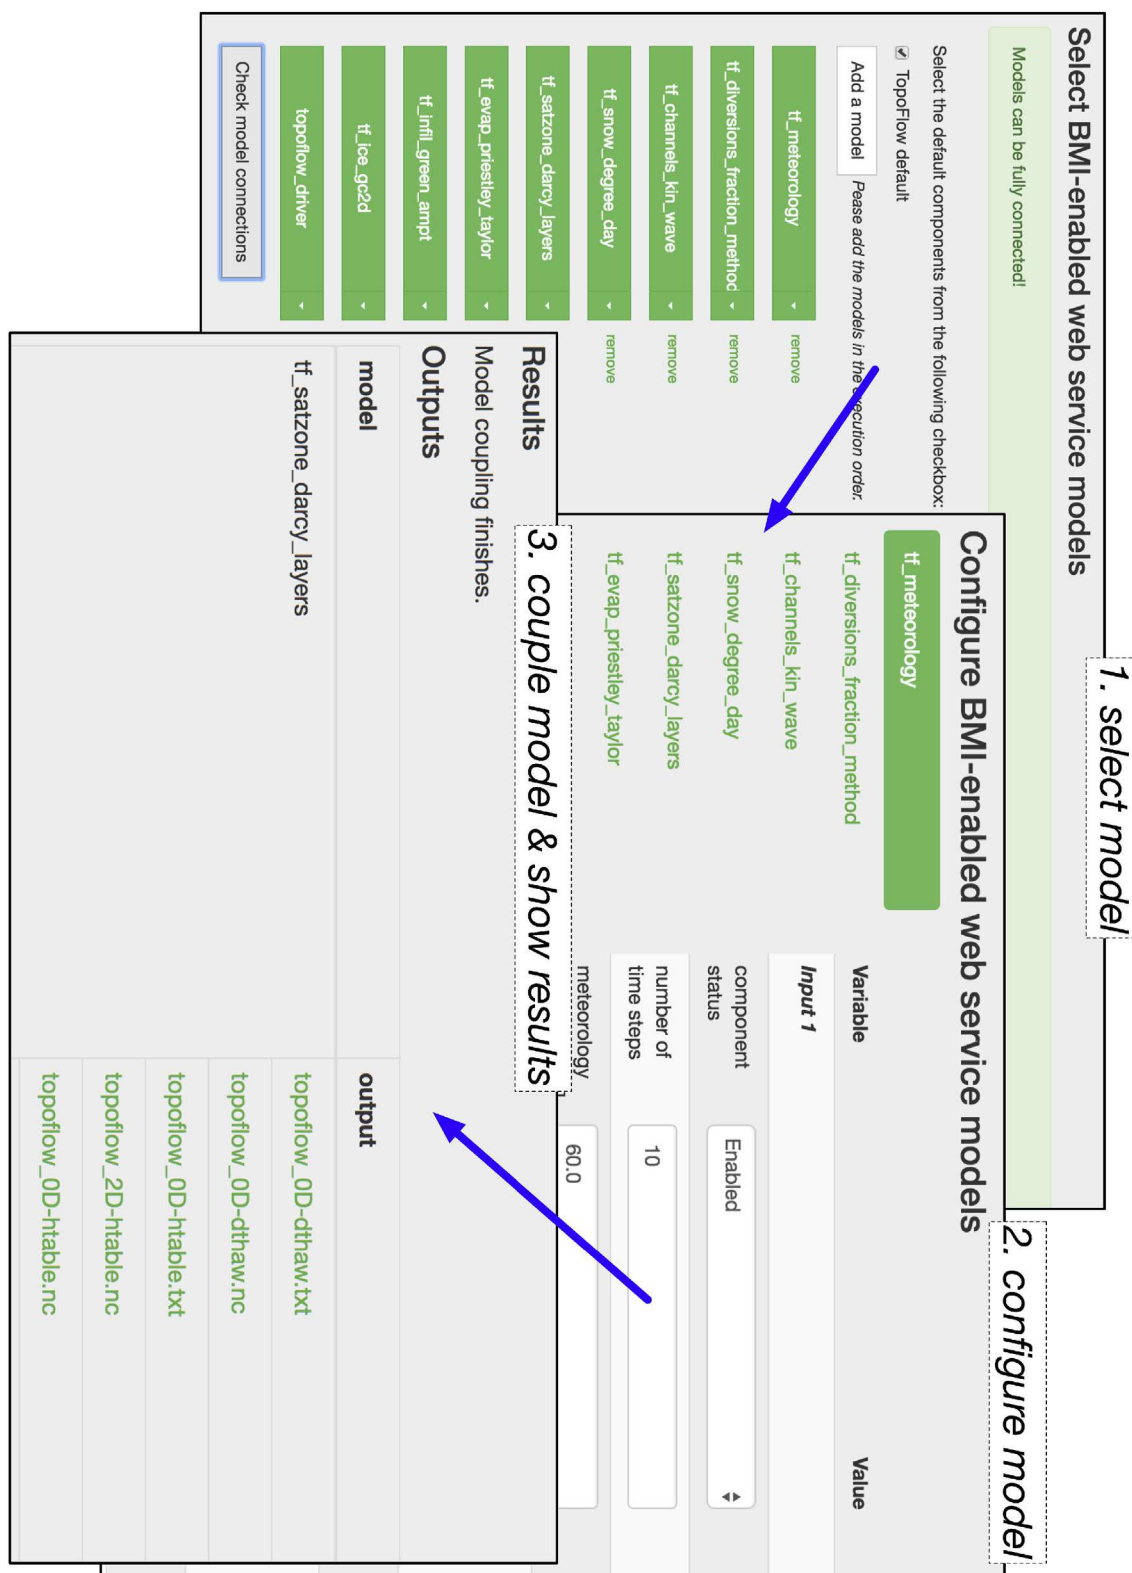 1. select model
Select BMI-enabled web service models
Models can be fully connected!
Select the default components from the following checkbox:
TopoFlow default
Add a model Pease add the models in the execution order.
tf_meteorology remove
tf_diversions_fraction_method remove
tf_channels_kin_wave remove
tf_snow_degree_day remove
tf_satzone_darcy_layers
tf_evap_priestley_taylor
tf_infil_green_ampt
tf_ice_gc2d
topoflow_driver
Check model connections
2. configure model
Configure BMI-enabled web service models
tf_meteorology
tf_diversions_fraction_method
tf_channels_kin_wave
tf_snow_degree_day
tf_satzone_darcy_layers
tf_evap_priestley_taylor
Variable Value
Input 1
component
status
Enabled
number of
time steps
10
meteorology
60.0
3. couple model & show results
Results
Model coupling finishes.
Outputs
model output
tf_satzone_darcy_layers topoflow_0D-dthaw.txt
topoflow_0D-dthaw.nc
topoflow_0D-htable.txt
topoflow_2D-htable.nc
topoflow_0D-htable.nc